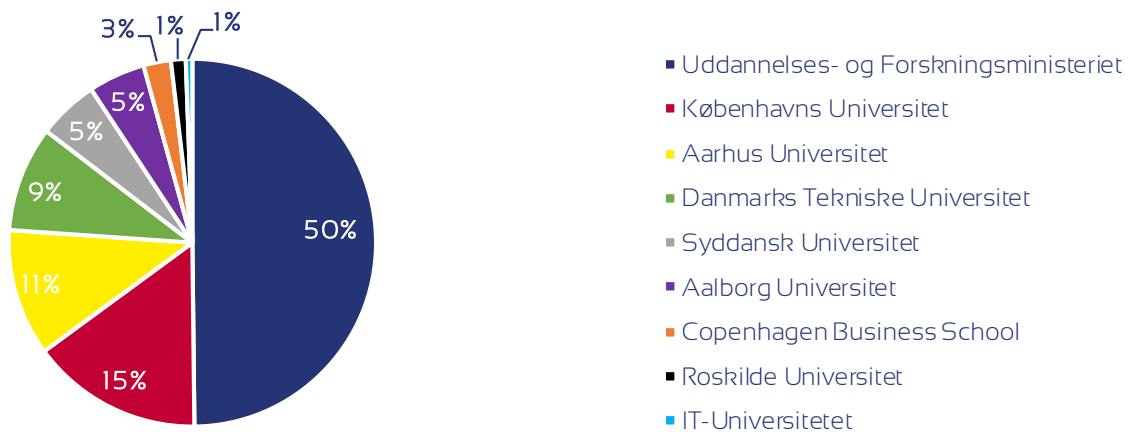 3%
1%
1%
5%
5%
9%
11%
15%
50%
Uddannelses- og Forskningsministeriet
Københavns Universitet
Aarhus Universitet
Danmarks Tekniske Universitet
Syddansk Universitet
Aalborg Universitet
Copenhagen Business School
Roskilde Universitet
IT-Universitetet